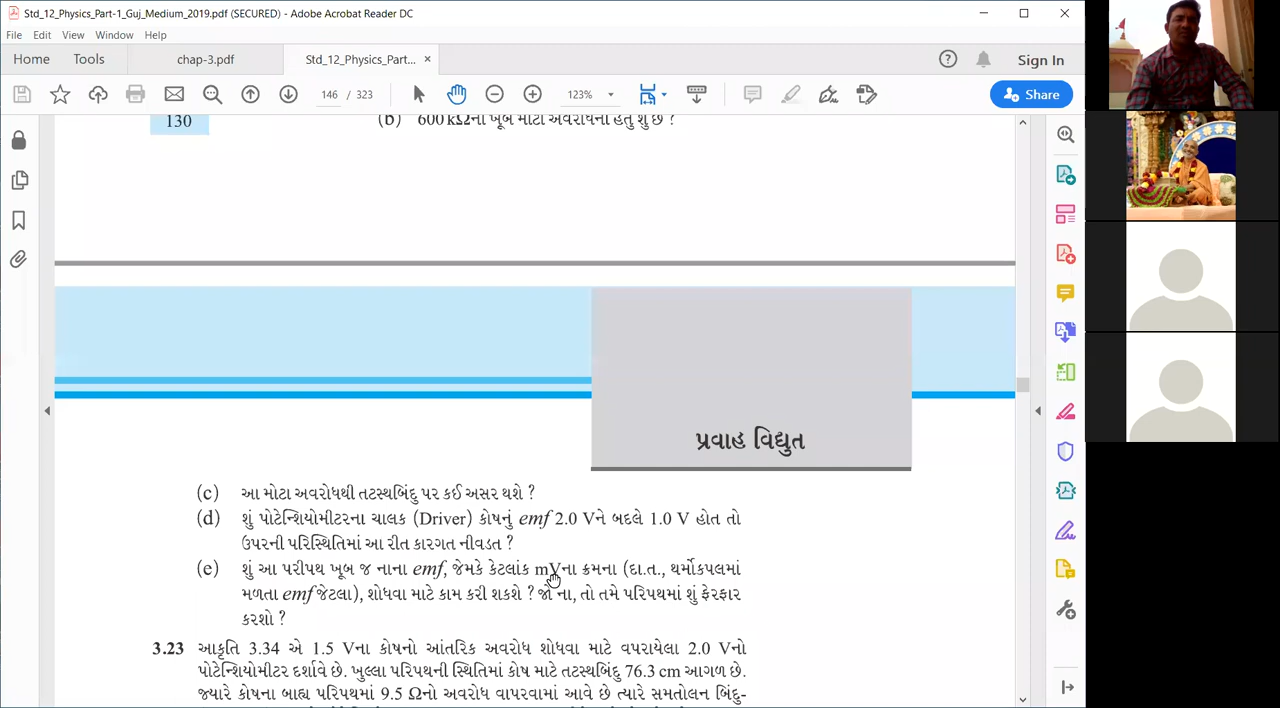 Std_12_Physics_Part-1_Guj_Medium_2019.pdf (SECURED) - Adobe Acrobat Reader DC
File Edit View Window Help
Home Tools chap-3.pdf Std_12_Physics_Part... × Sign In
146 / 323 123% Share
130 (b) 600 kΩના ખૂબ મોટા અવરોધનો હેતુ શું છે ?
પ્રવાહ વિદ્યુત
(c) આ મોટા અવરોધથી તટસ્થબિંદુ પર કઈ અસર થશે ?
(d) શું પોટેન્શિયોમીટરના ચાલક (Driver) કોષનું emf 2.0 Vને બદલે 1.0 V હોત તો
ઉપરની પરિસ્થિતિમાં આ રીત કારગત નીવડત ?
(e) શું આ પરીપથ ખૂબ જ નાના emf, જેમકે કેટલાંક mVના ક્રમના (દા.ત., થર્મોકપલમાં
મળતા emf જેટલા), શોધવા માટે કામ કરી શકશે ? જો ના, તો તમે પરિપથમાં શું ફેરફાર
કરશો ?
3.23 આકૃતિ 3.34 એ 1.5 Vના કોષનો આંતરિક અવરોધ શોધવા માટે વપરાયેલા 2.0 Vનો
પોટેન્શિયોમીટર દર્શાવે છે. ખુલ્લા પરિપથની સ્થિતિમાં કોષ માટે તટસ્થબિંદુ 76.3 cm આગળ છે.
જ્યારે કોષના બાહ્ય પરિપથમાં 9.5 Ωનો અવરોધ વાપરવામાં આવે છે ત્યારે સમતોલન બિંદુ-